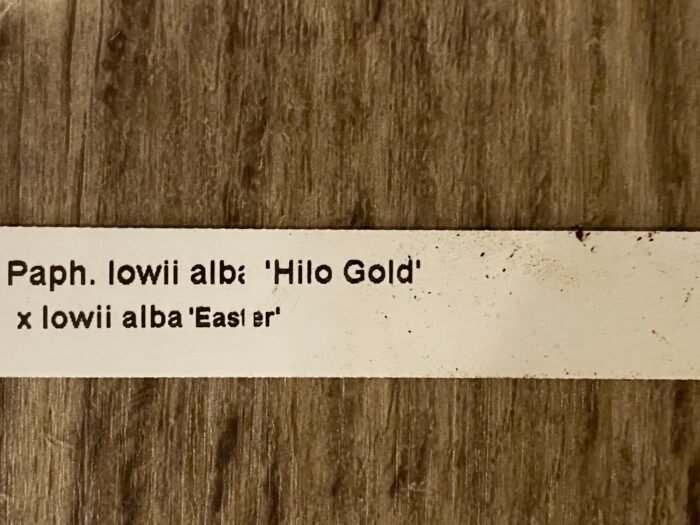 Paph. lowii alba 'Hilo Gold'
x lowii alba 'Easter'